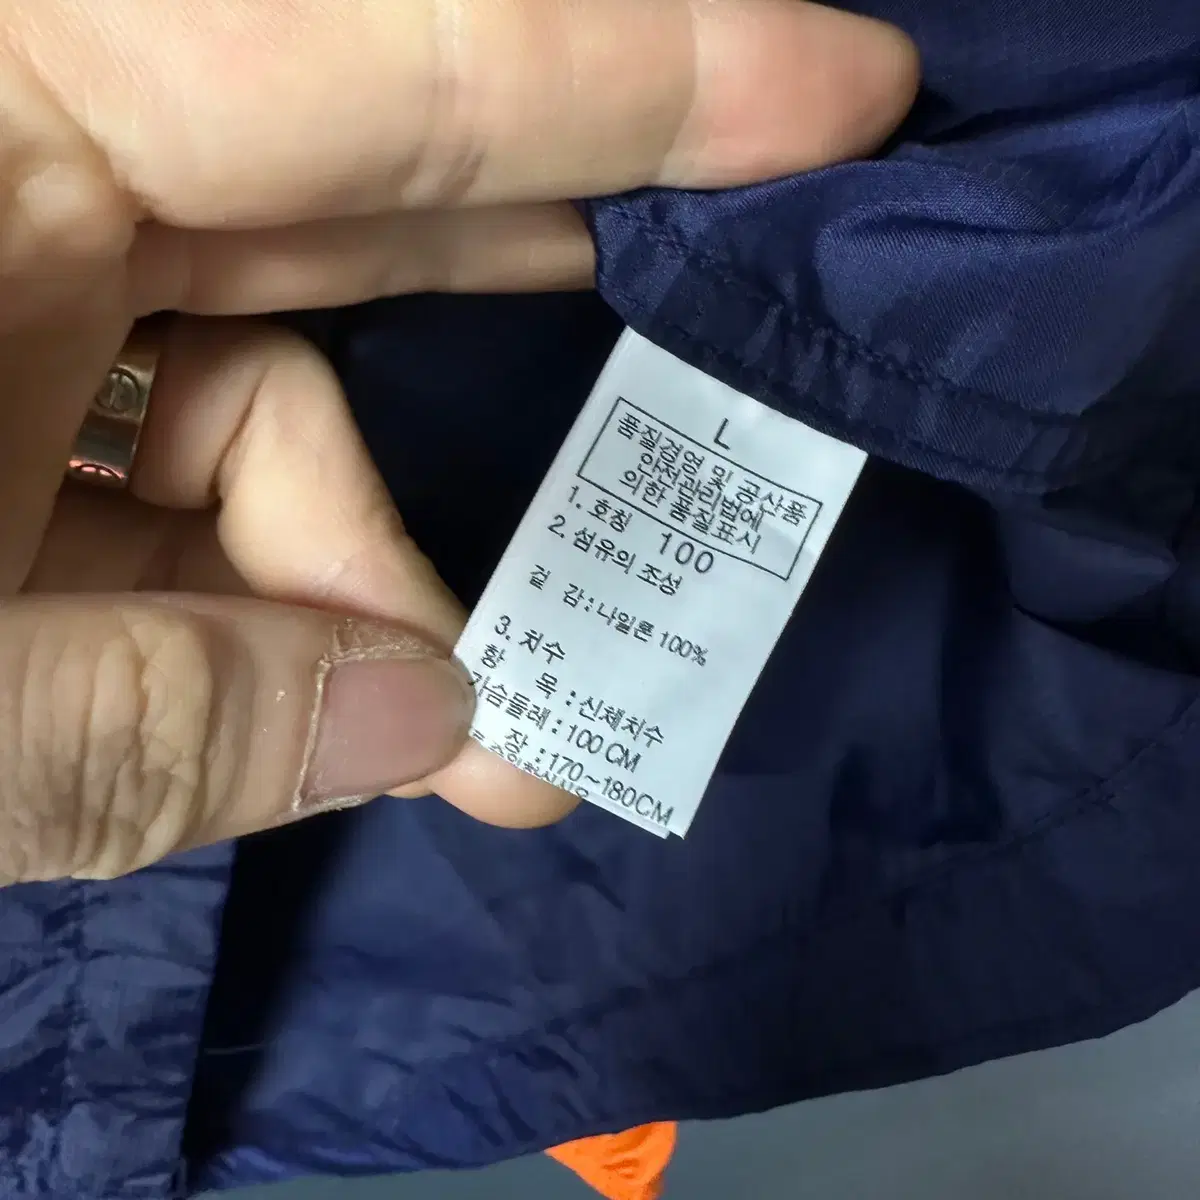 L
품질경영 및 공산품
안전관리법에
의한 품질표시
1. 호칭 100
2. 섬유의 조성
겉 감 : 나일론 100%
3. 치수
항 목 : 신체치수
가슴둘레 : 100 CM
장 : 170~180CM